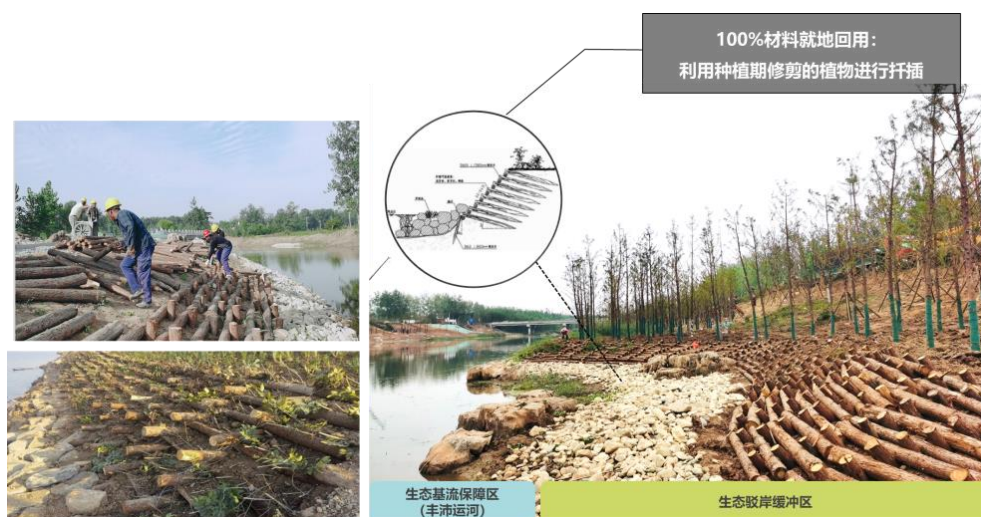 100%材料就地回用：
利用种植期修剪的植物进行扦插
生态基流保障区
（丰沛运河）
生态驳岸缓冲区